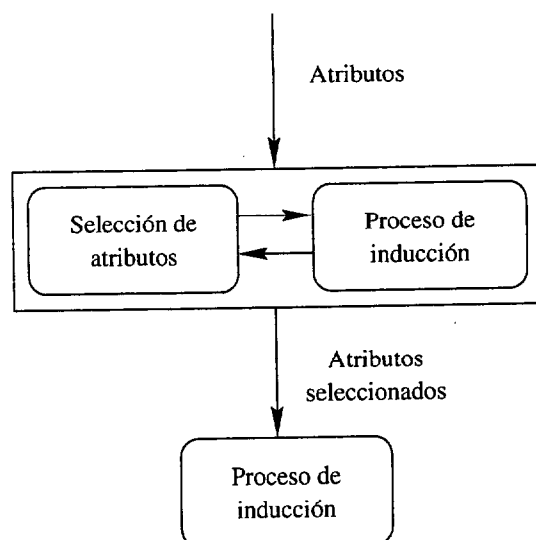 Atributos
Selección de
atributos
Proceso de
inducción
Atributos
seleccionados
Proceso de
inducción